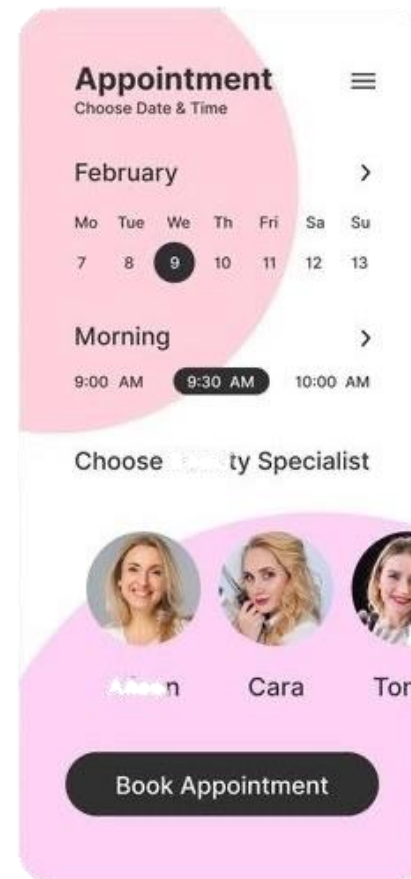 Appointment
Choose Date & Time
February
Mo Tue We Th Fri Sa Su
7 8 9 10 11 12 13
Morning
9:00 AM 9:30 AM 10:00 AM
Choose Specialist
Cara
Book Appointment